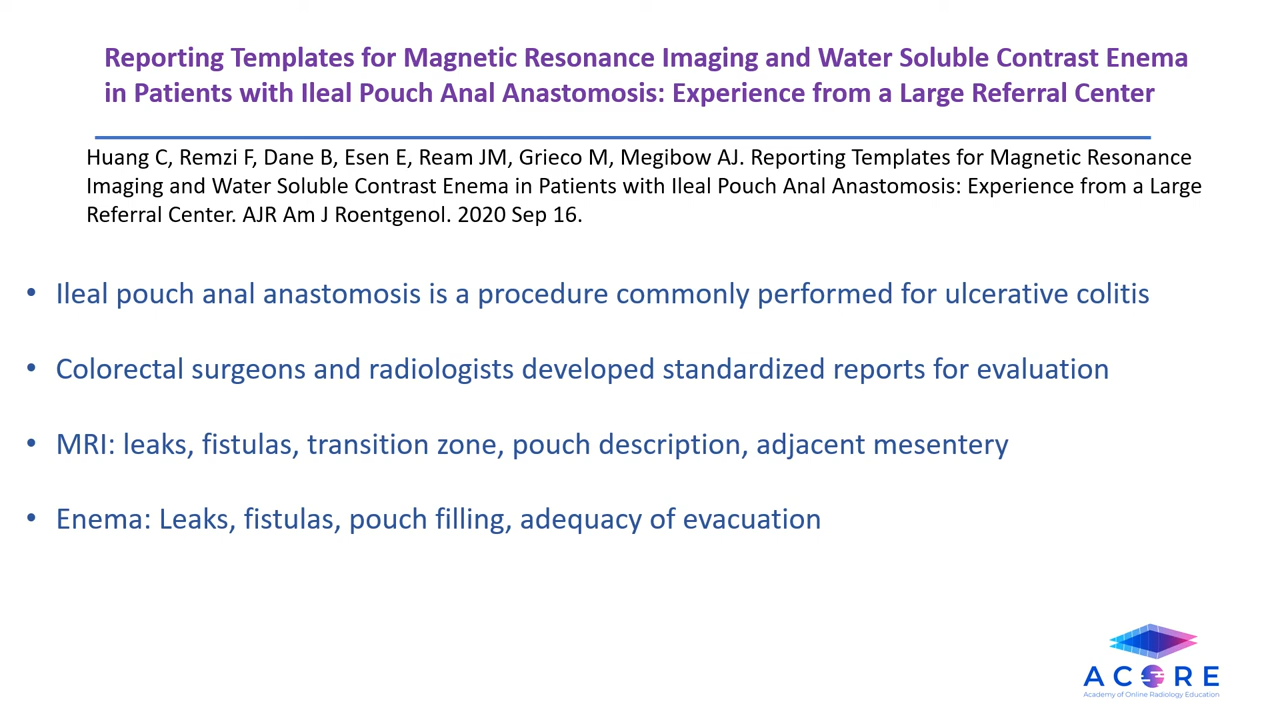 Reporting Templates for Magnetic Resonance Imaging and Water Soluble Contrast Enema
in Patients with Ileal Pouch Anal Anastomosis: Experience from a Large Referral Center
Huang C, Remzi F, Dane B, Esen E, Ream JM, Grieco M, Megibow AJ. Reporting Templates for Magnetic Resonance
Imaging and Water Soluble Contrast Enema in Patients with Ileal Pouch Anal Anastomosis: Experience from a Large
Referral Center. AJR Am J Roentgenol. 2020 Sep 16.
• Ileal pouch anal anastomosis is a procedure commonly performed for ulcerative colitis
• Colorectal surgeons and radiologists developed standardized reports for evaluation
• MRI: leaks, fistulas, transition zone, pouch description, adjacent mesentery
• Enema: Leaks, fistulas, pouch filling, adequacy of evacuation
ACORE
Academy of Online Radiology Education